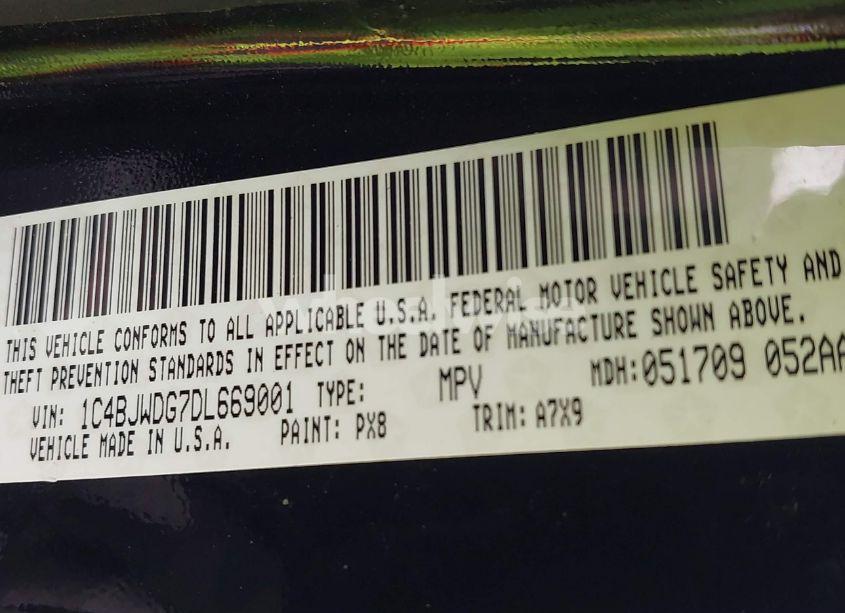 THIS VEHICLE CONFORMS TO ALL APPLICABLE U.S.A. FEDERAL MOTOR VEHICLE SAFETY AND
THEFT PREVENTION STANDARDS IN EFFECT ON THE DATE OF MANUFACTURE SHOWN ABOVE.
VIN: 1C4BJWDG7DL669001 TYPE: MPV MDH: 051709 052AA
VEHICLE MADE IN U.S.A. PAINT: PX8 TRIM: A7X9